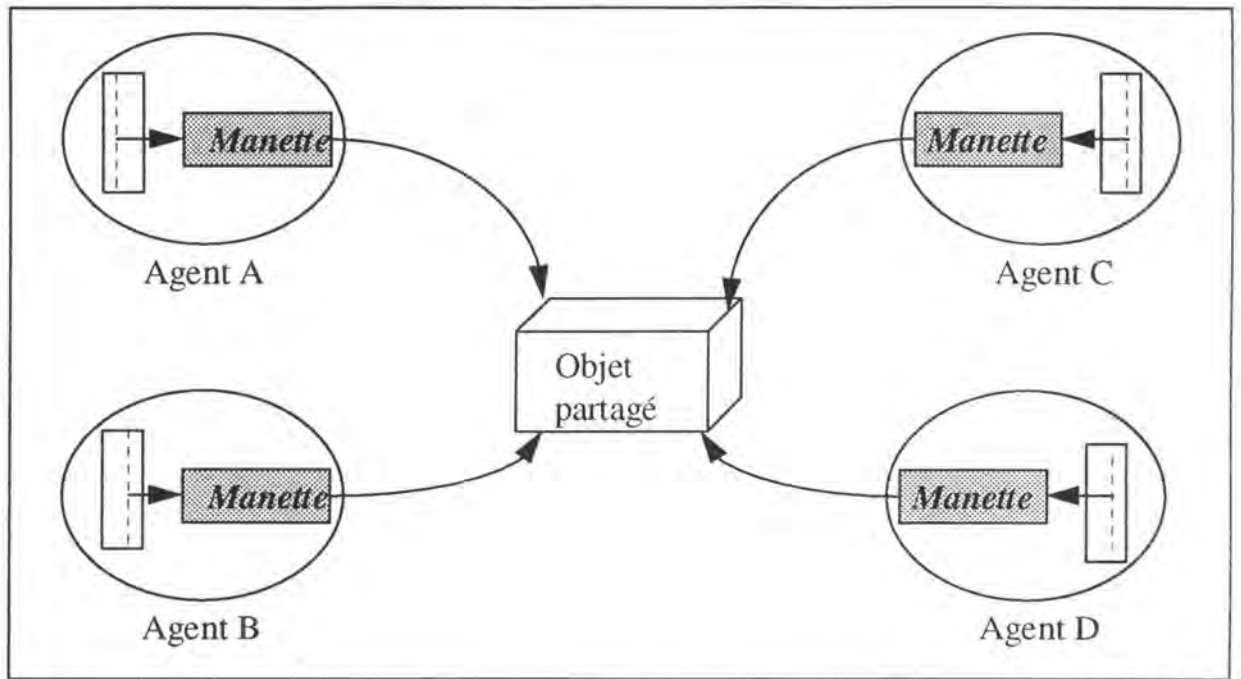 Manette
Manette
Agent A
Agent C
Objet
partagé
Manette
Manette
Agent B
Agent D